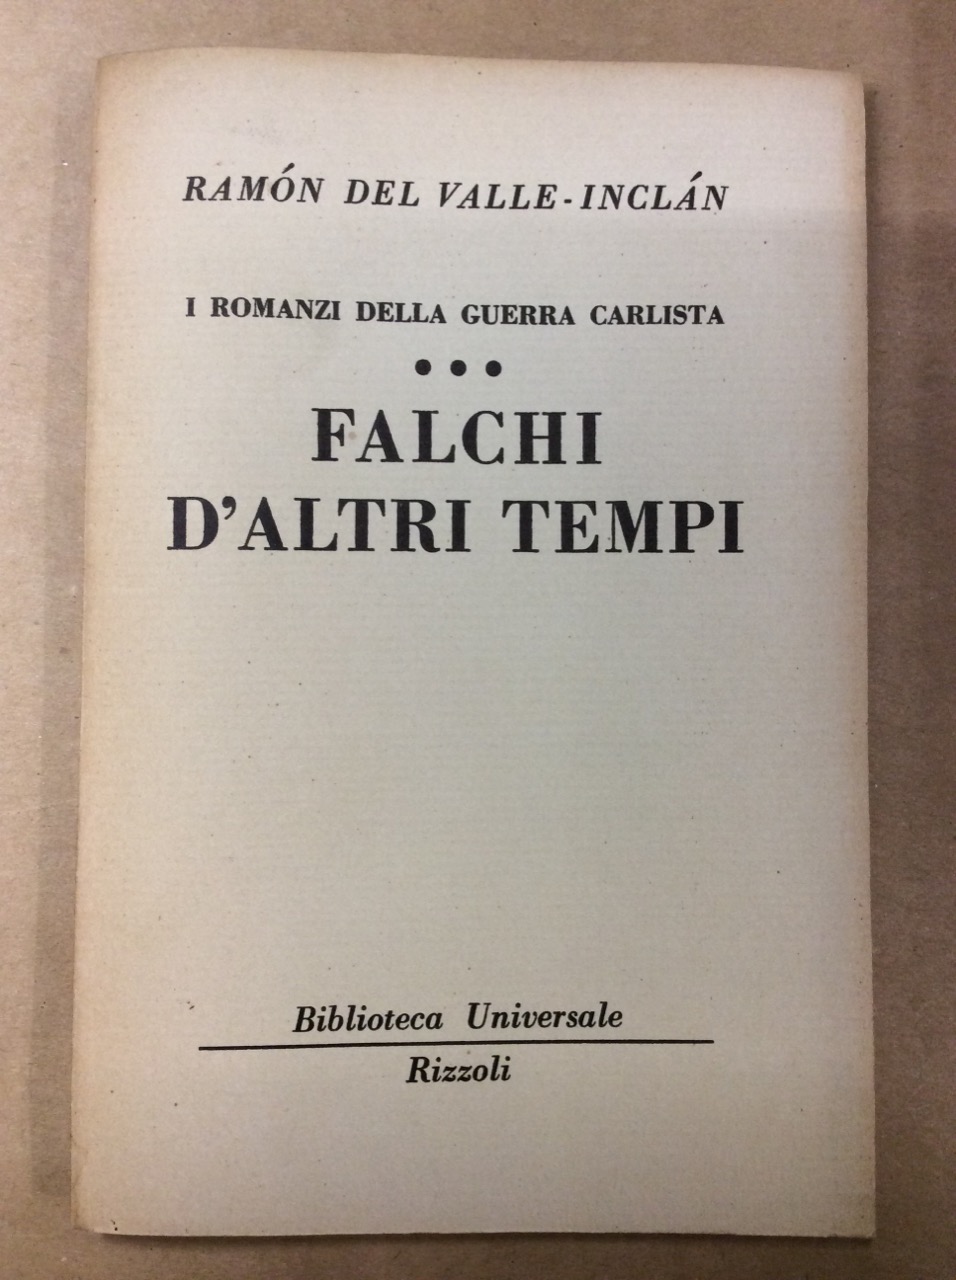 RAMÓN DEL VALLE-INCLÁN
I ROMANZI DELLA GUERRA CARLISTA
•••
FALCHI
D'ALTRI TEMPI
Biblioteca Universale
Rizzoli